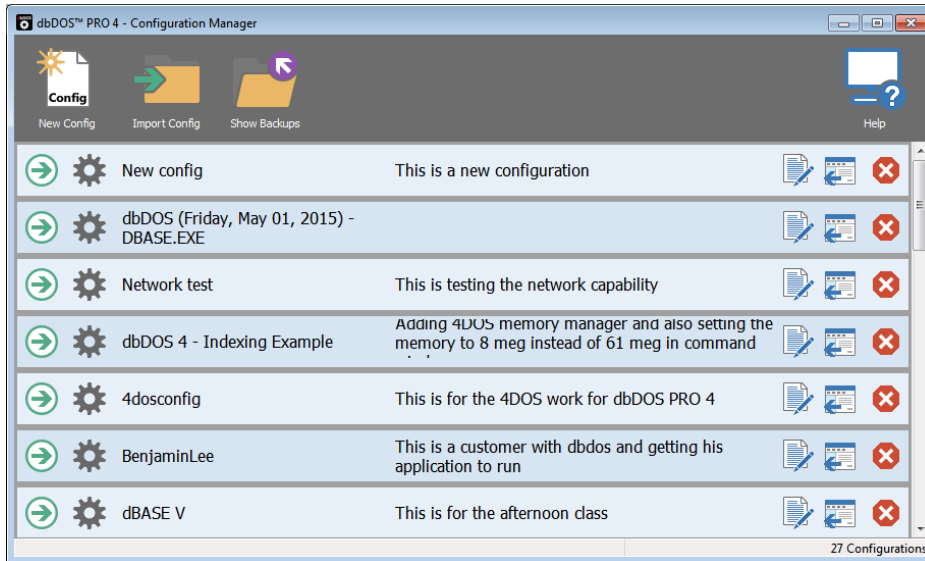 dbDOS™ PRO 4 - Configuration Manager
Config
New Config
Import Config
Show Backups
Help
New config
This is a new configuration
dbDOS (Friday, May 01, 2015) -
DBASE.EXE
Network test
This is testing the network capability
dbDOS 4 - Indexing Example
Adding 4DOS memory manager and also setting the
memory to 8 meg instead of 61 meg in command
4dosconfig
This is for the 4DOS work for dbDOS PRO 4
BenjaminLee
This is a customer with dbdos and getting his
application to run
dBASE V
This is for the afternoon class
27 Configurations